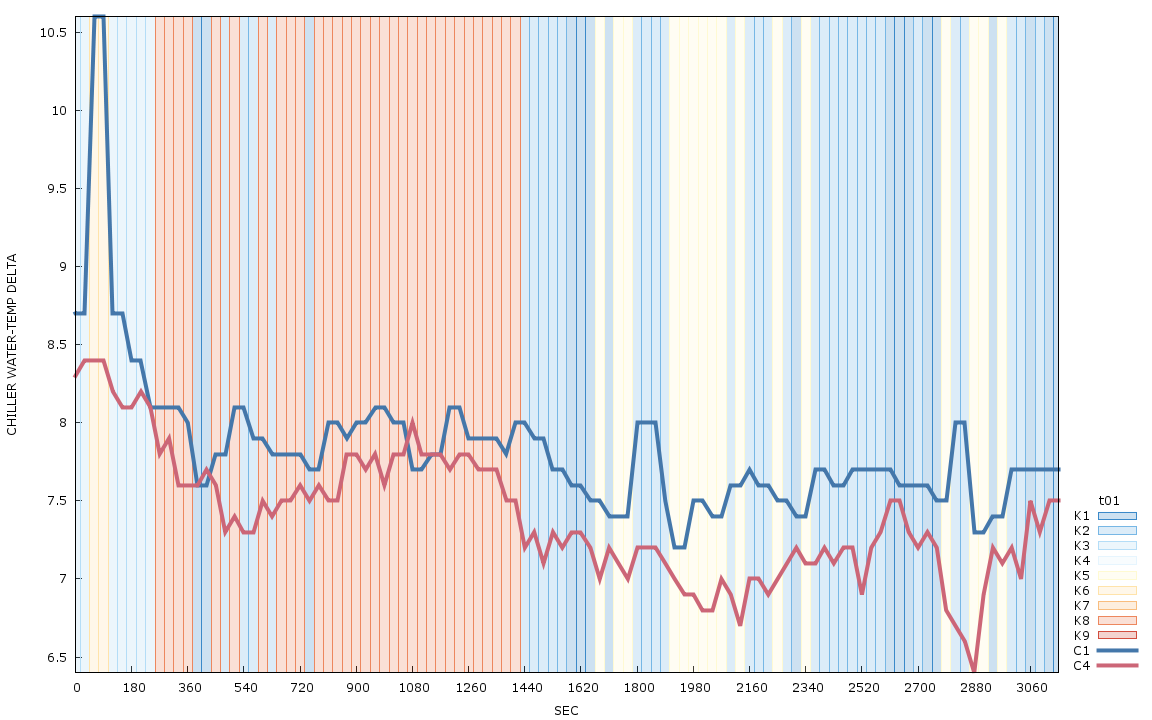 10.5
10
9.5
9
8.5
8
7.5
7
6.5
CHILLER WATER-TEMP DELTA
0 180 360 540 720 900 1080 1260 1440 1620 1800 1980 2160 2340 2520 2700 2880 3060
SEC
t01
K1
K2
K3
K4
K5
K6
K7
K8
K9
C1
C4